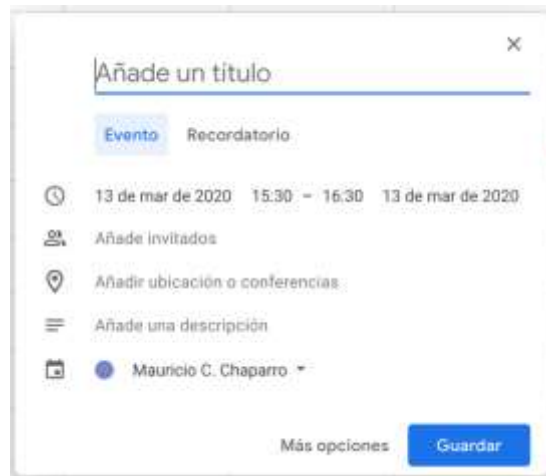 Añade un título
Evento Recordatorio
13 de mar de 2020 15:30 – 16:30 13 de mar de 2020
Añade invitados
Añadir ubicación o conferencias
Añade una descripción
Mauricio C. Chaparro
Más opciones Guardar